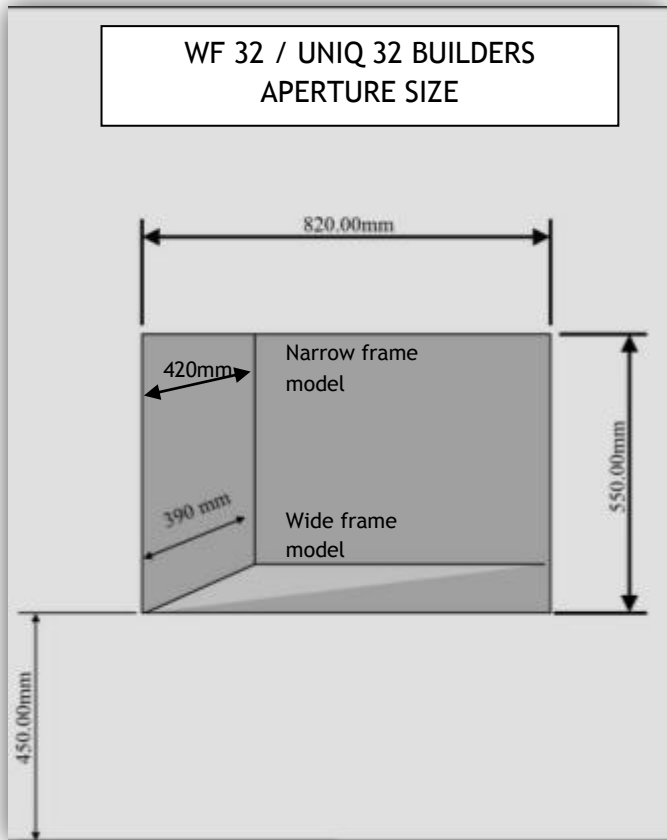 WF 32 / UNIQ 32 BUILDERS
APERTURE SIZE
820.00mm
420mm
Narrow frame
model
550.00mm
390 mm
Wide frame
model
450.00mm